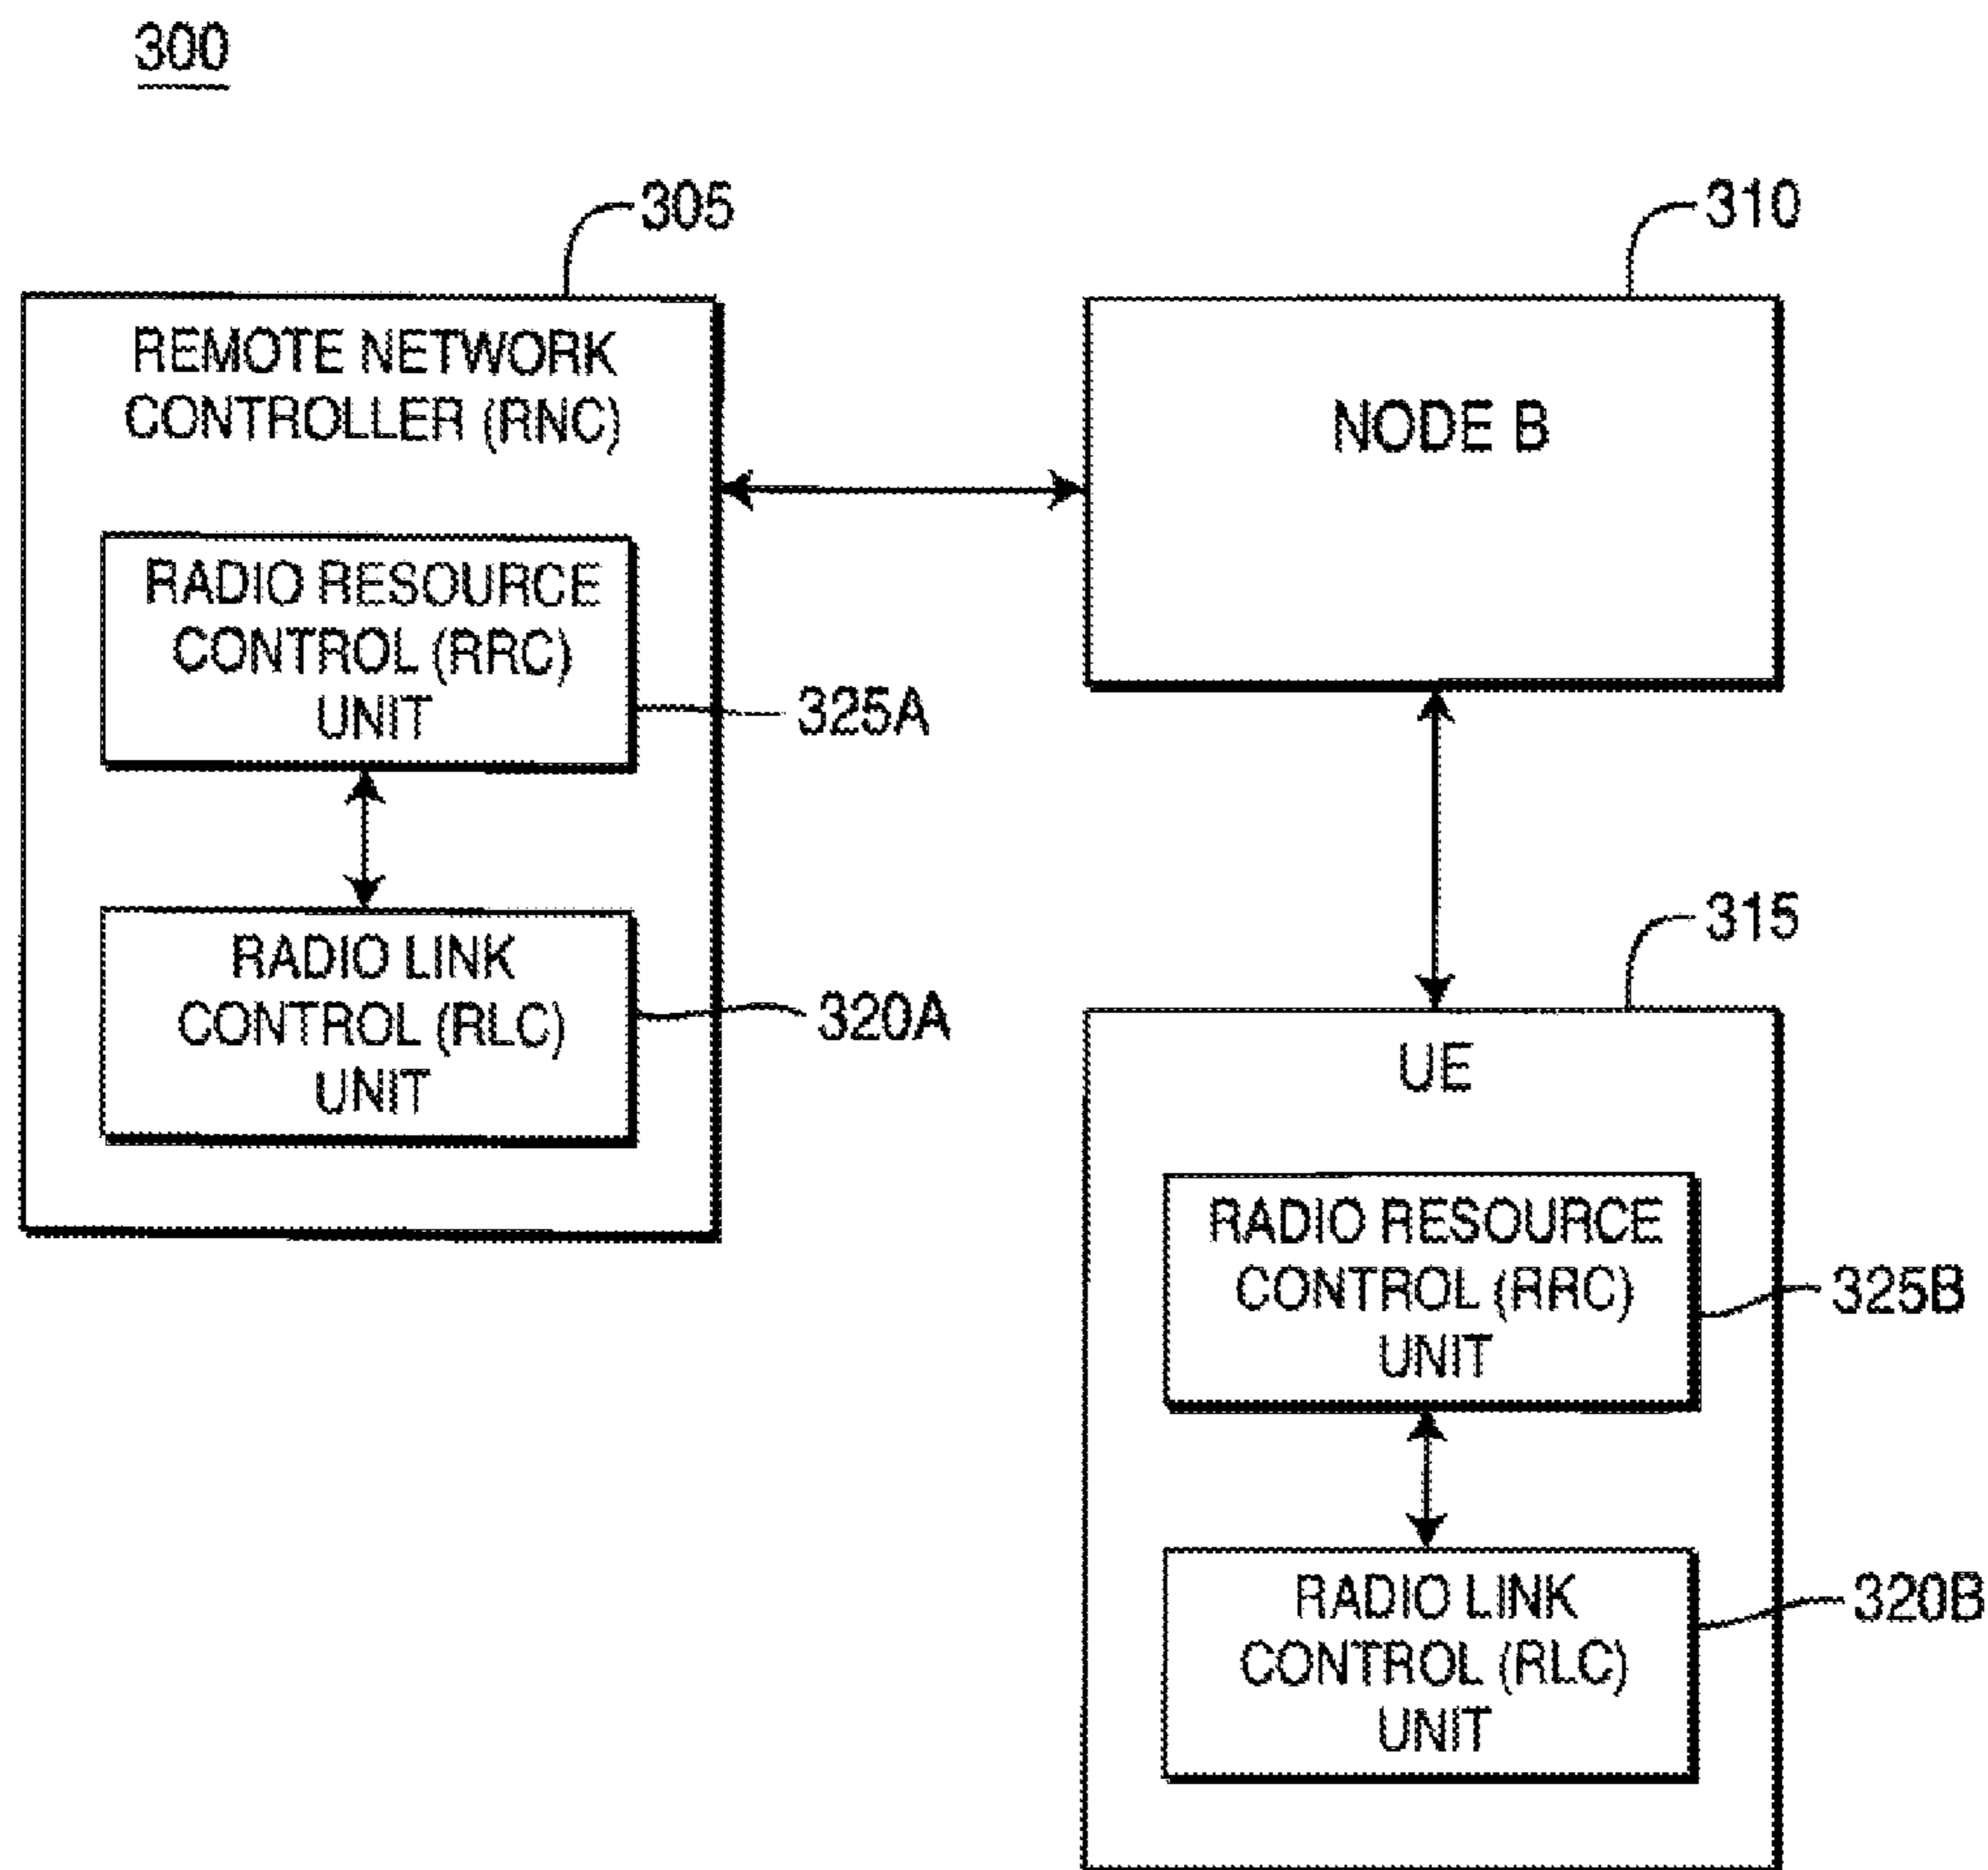 300
305
310
REMOTE NETWORK
CONTROLLER (RNC)
NODE B
RADIO RESOURCE
CONTROL (RRC)
UNIT
325A
RADIO LINK
CONTROL (RLC)
UNIT
320A
315
UE
RADIO RESOURCE
CONTROL (RRC)
UNIT
325B
RADIO LINK
CONTROL (RLC)
UNIT
320B